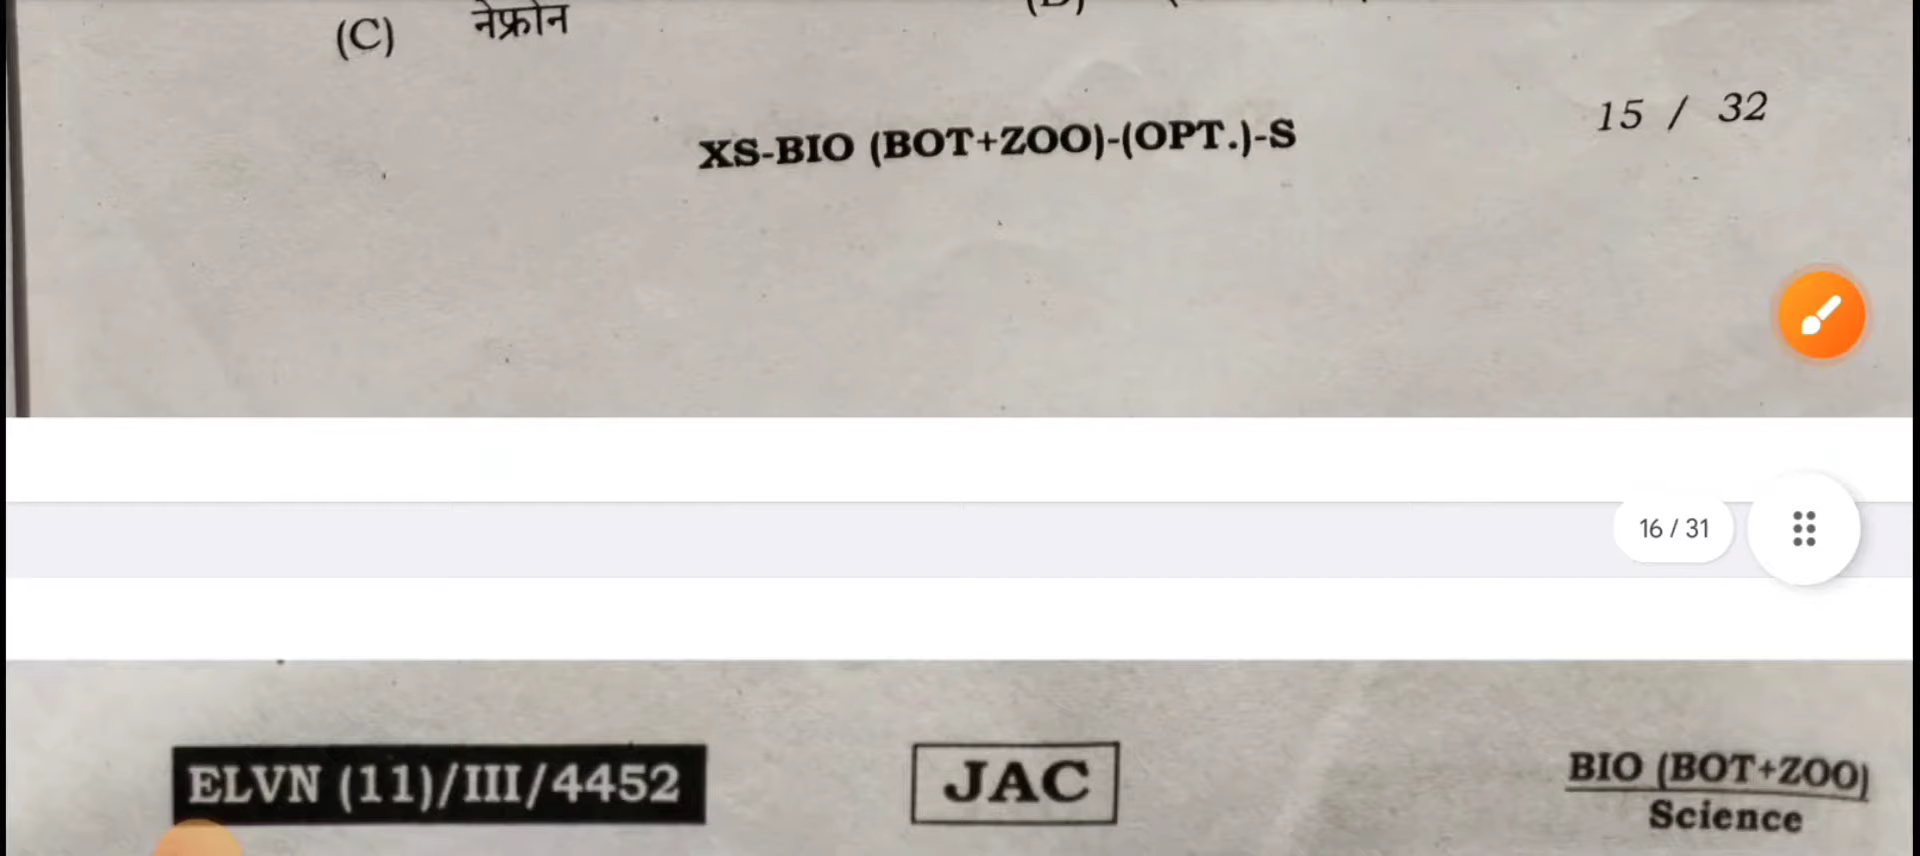 (C) नेफ्रोन
15 / 32
XS-BIO (BOT+ZOO)-(OPT.)-S
16 / 31
ELVN (11)/III/4452
JAC
BIO (BOT+ZOO)
Science